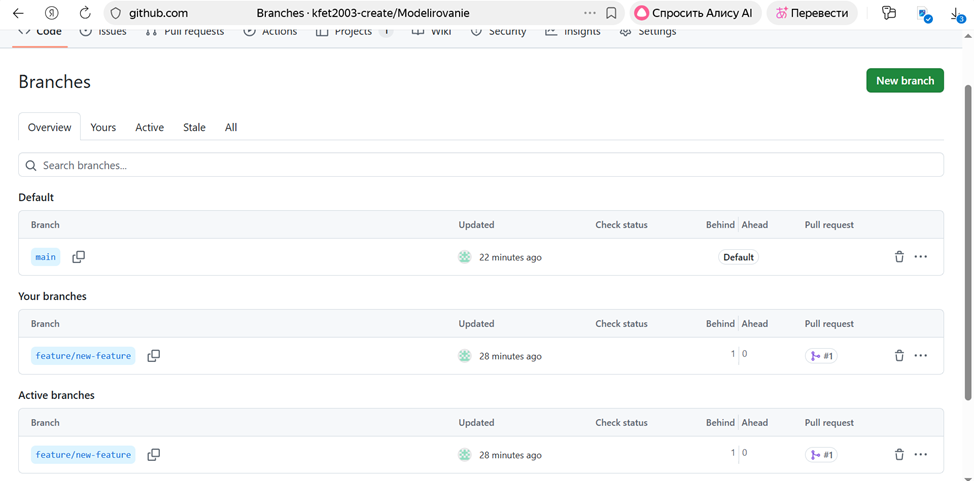 github.com Branches · kfet2003-create/Modelirovanie Спросить Алису AI Перевести 3
Code Issues Pull requests Actions Projects 1 Wiki Security Insights Settings
Branches
New branch
Overview Yours Active Stale All
Search branches...
Default
Branch Updated Check status Behind Ahead Pull request
main 22 minutes ago Default
Your branches
Branch Updated Check status Behind Ahead Pull request
feature/new-feature 28 minutes ago 1 0 #1
Active branches
Branch Updated Check status Behind Ahead Pull request
feature/new-feature 28 minutes ago 1 0 #1